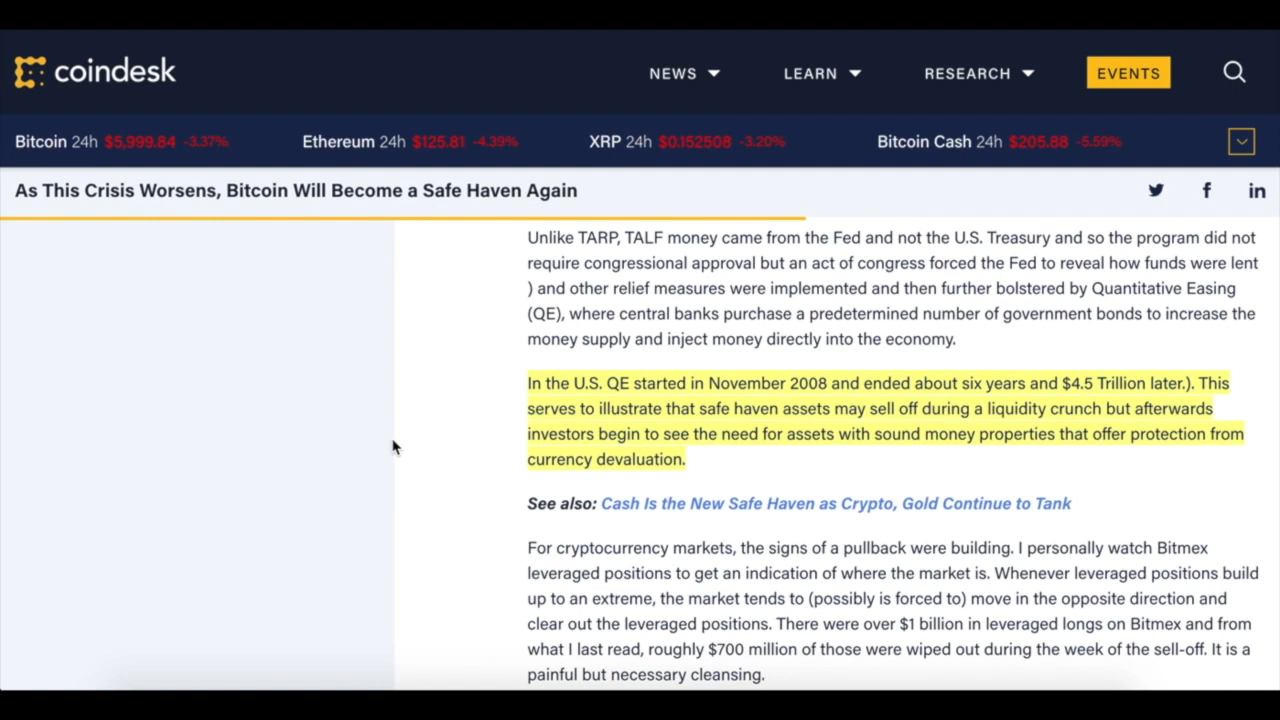 coindesk
NEWS
LEARN
RESEARCH
EVENTS
Bitcoin 24h $5,999.84 -3.37%
Ethereum 24h $125.81 -4.39%
XRP 24h $0.152508 -3.20%
Bitcoin Cash 24h $205.88 -5.59%
As This Crisis Worsens, Bitcoin Will Become a Safe Haven Again
Unlike TARP, TALF money came from the Fed and not the U.S. Treasury and so the program did not
require congressional approval but an act of congress forced the Fed to reveal how funds were lent
) and other relief measures were implemented and then further bolstered by Quantitative Easing
(QE), where central banks purchase a predetermined number of government bonds to increase the
money supply and inject money directly into the economy.
In the U.S. QE started in November 2008 and ended about six years and $4.5 Trillion later.). This
serves to illustrate that safe haven assets may sell off during a liquidity crunch but afterwards
investors begin to see the need for assets with sound money properties that offer protection from
currency devaluation.
See also: Cash Is the New Safe Haven as Crypto, Gold Continue to Tank
For cryptocurrency markets, the signs of a pullback were building. I personally watch Bitmex
leveraged positions to get an indication of where the market is. Whenever leveraged positions build
up to an extreme, the market tends to (possibly is forced to) move in the opposite direction and
clear out the leveraged positions. There were over $1 billion in leveraged longs on Bitmex and from
what I last read, roughly $700 million of those were wiped out during the week of the sell-off. It is a
painful but necessary cleansing.